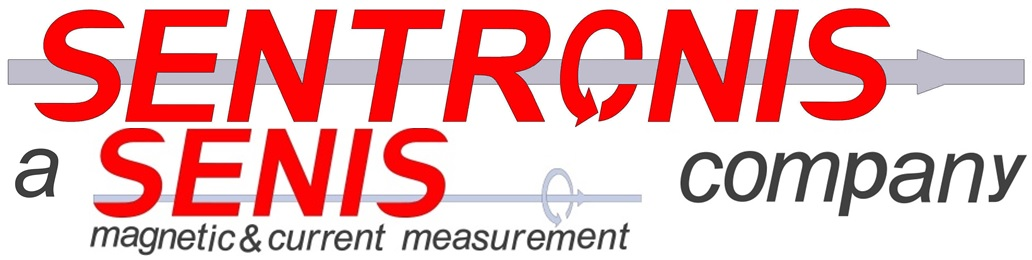 SENTRONIS
a SENIS company
magnetic & current measurement